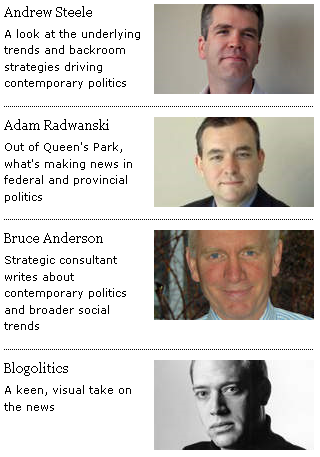 Andrew Steele
A look at the underlying
trends and backroom
strategies driving
contemporary politics
Adam Radwanski
Out of Queen's Park,
what's making news in
federal and provincial
politics
Bruce Anderson
Strategic consultant
writes about
contemporary politics
and broader social
trends
Blogolitics
A keen, visual take on
the news